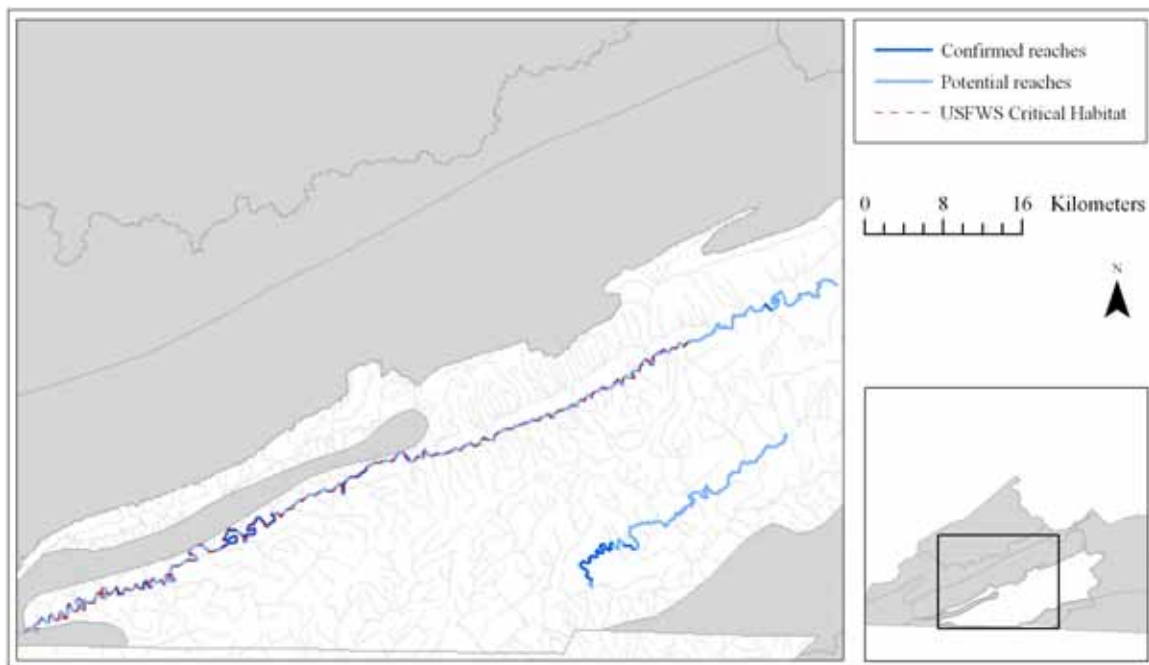 Confirmed reaches
Potential reaches
USFWS Critical Habitat
0 8 16 Kilometers
N